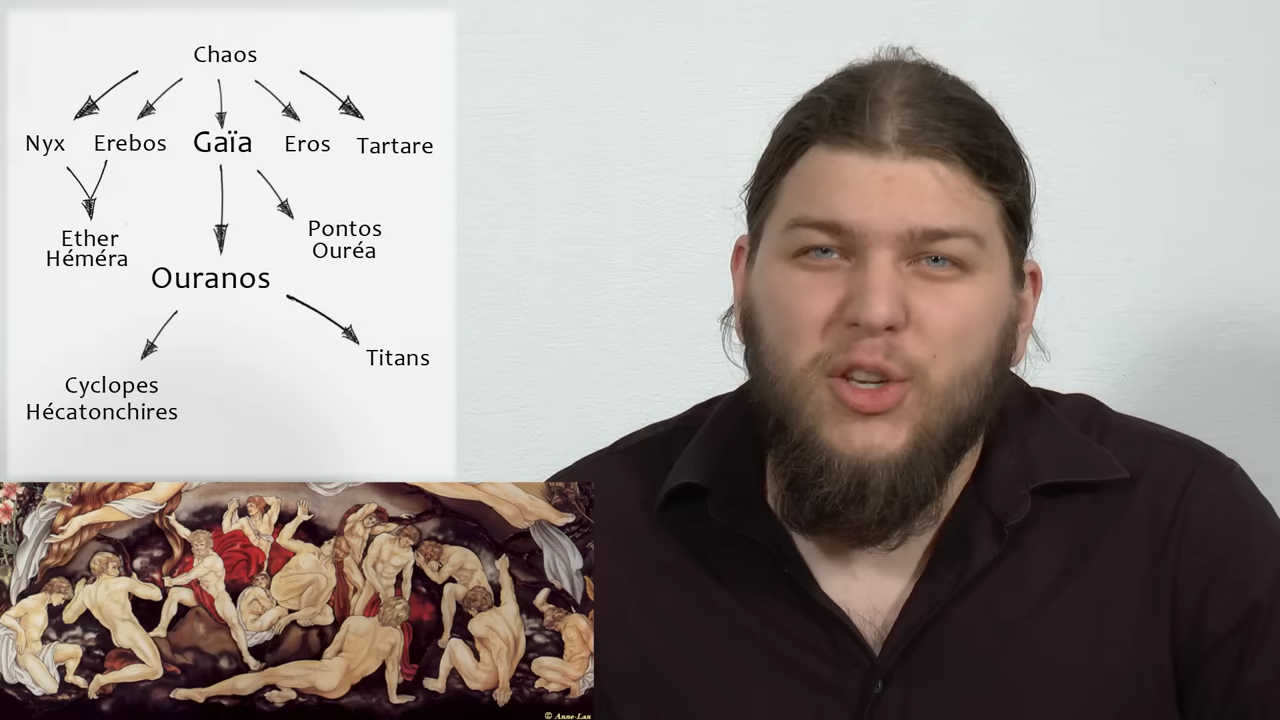 Chaos
Nyx Erebos Gaïa Eros Tartare
Ether
Héméra
Pontos
Ouréa
Ouranos
Titans
Cyclopes
Hécatonchires
© Anne-Lan